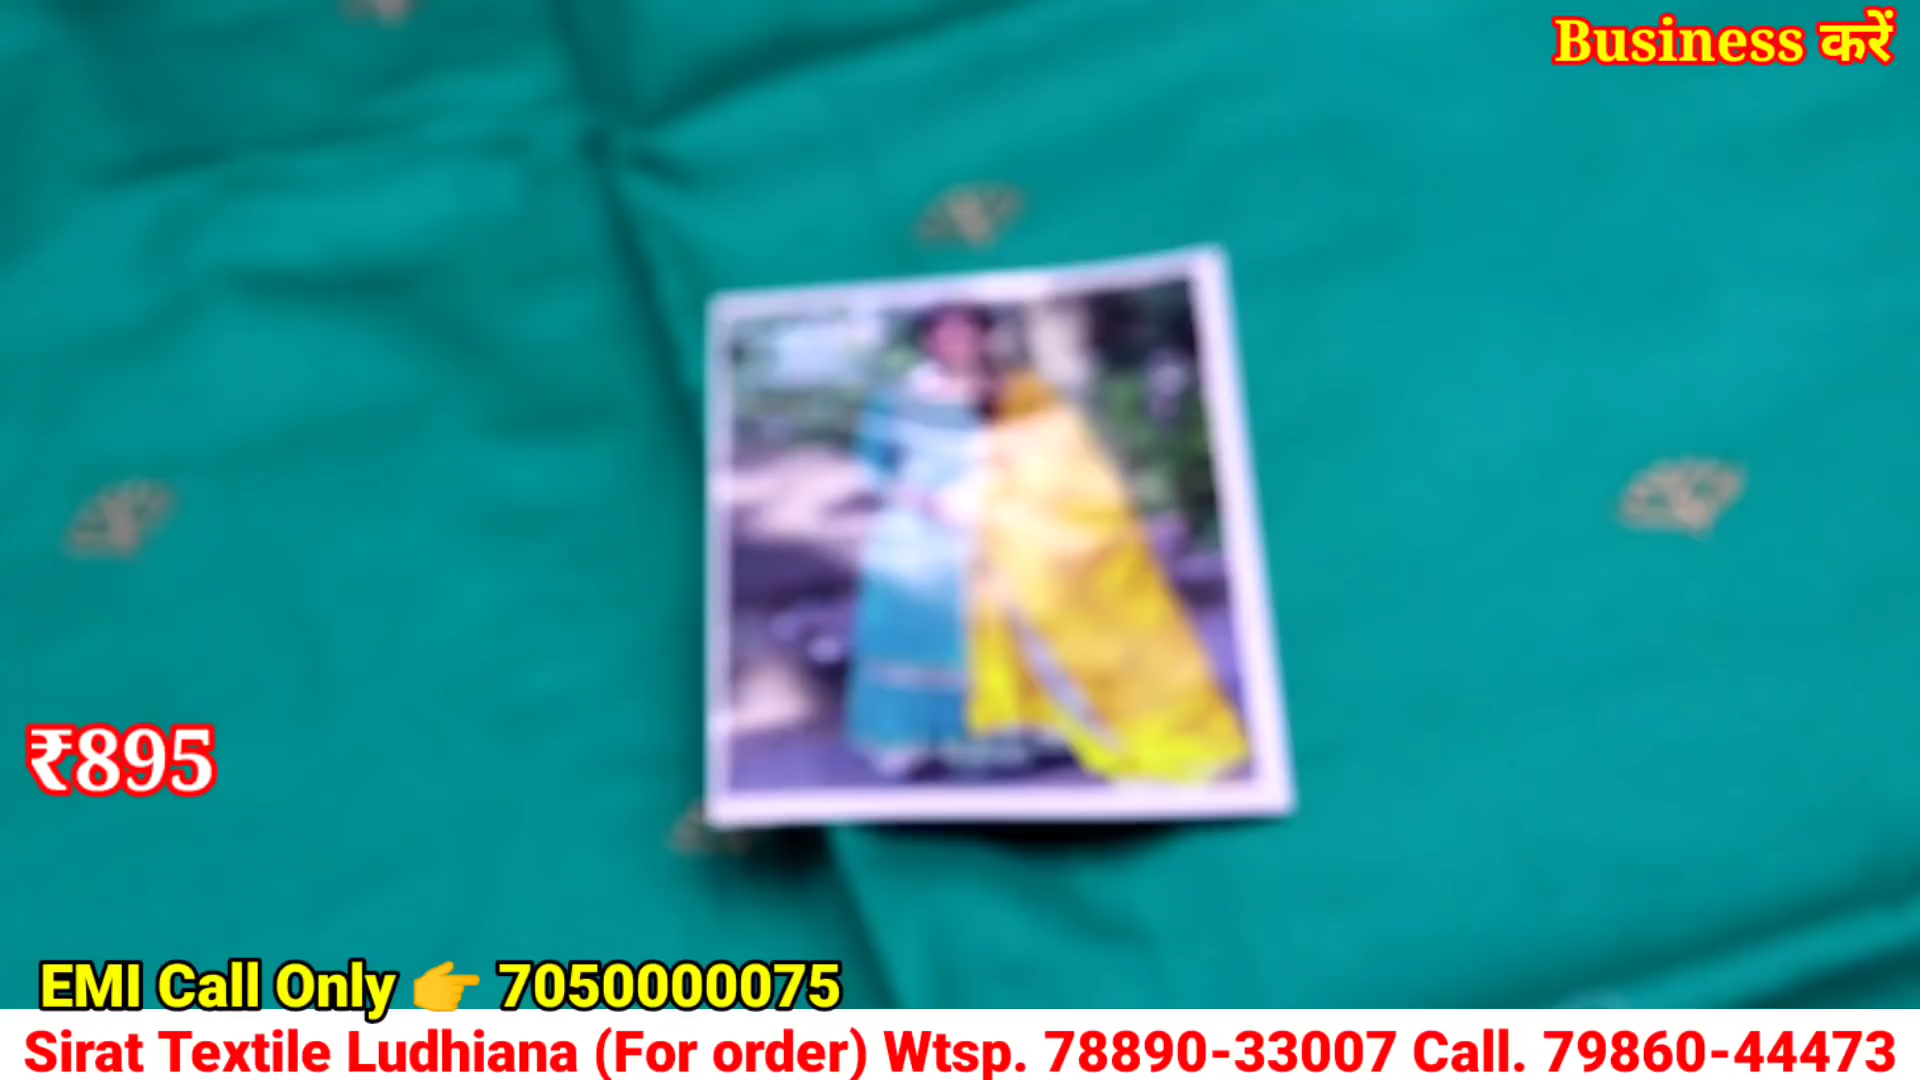 Business करें
₹895
EMI Call Only 👉 7050000075
Sirat Textile Ludhiana (For order) Wtsp. 78890-33007 Call. 79860-44473